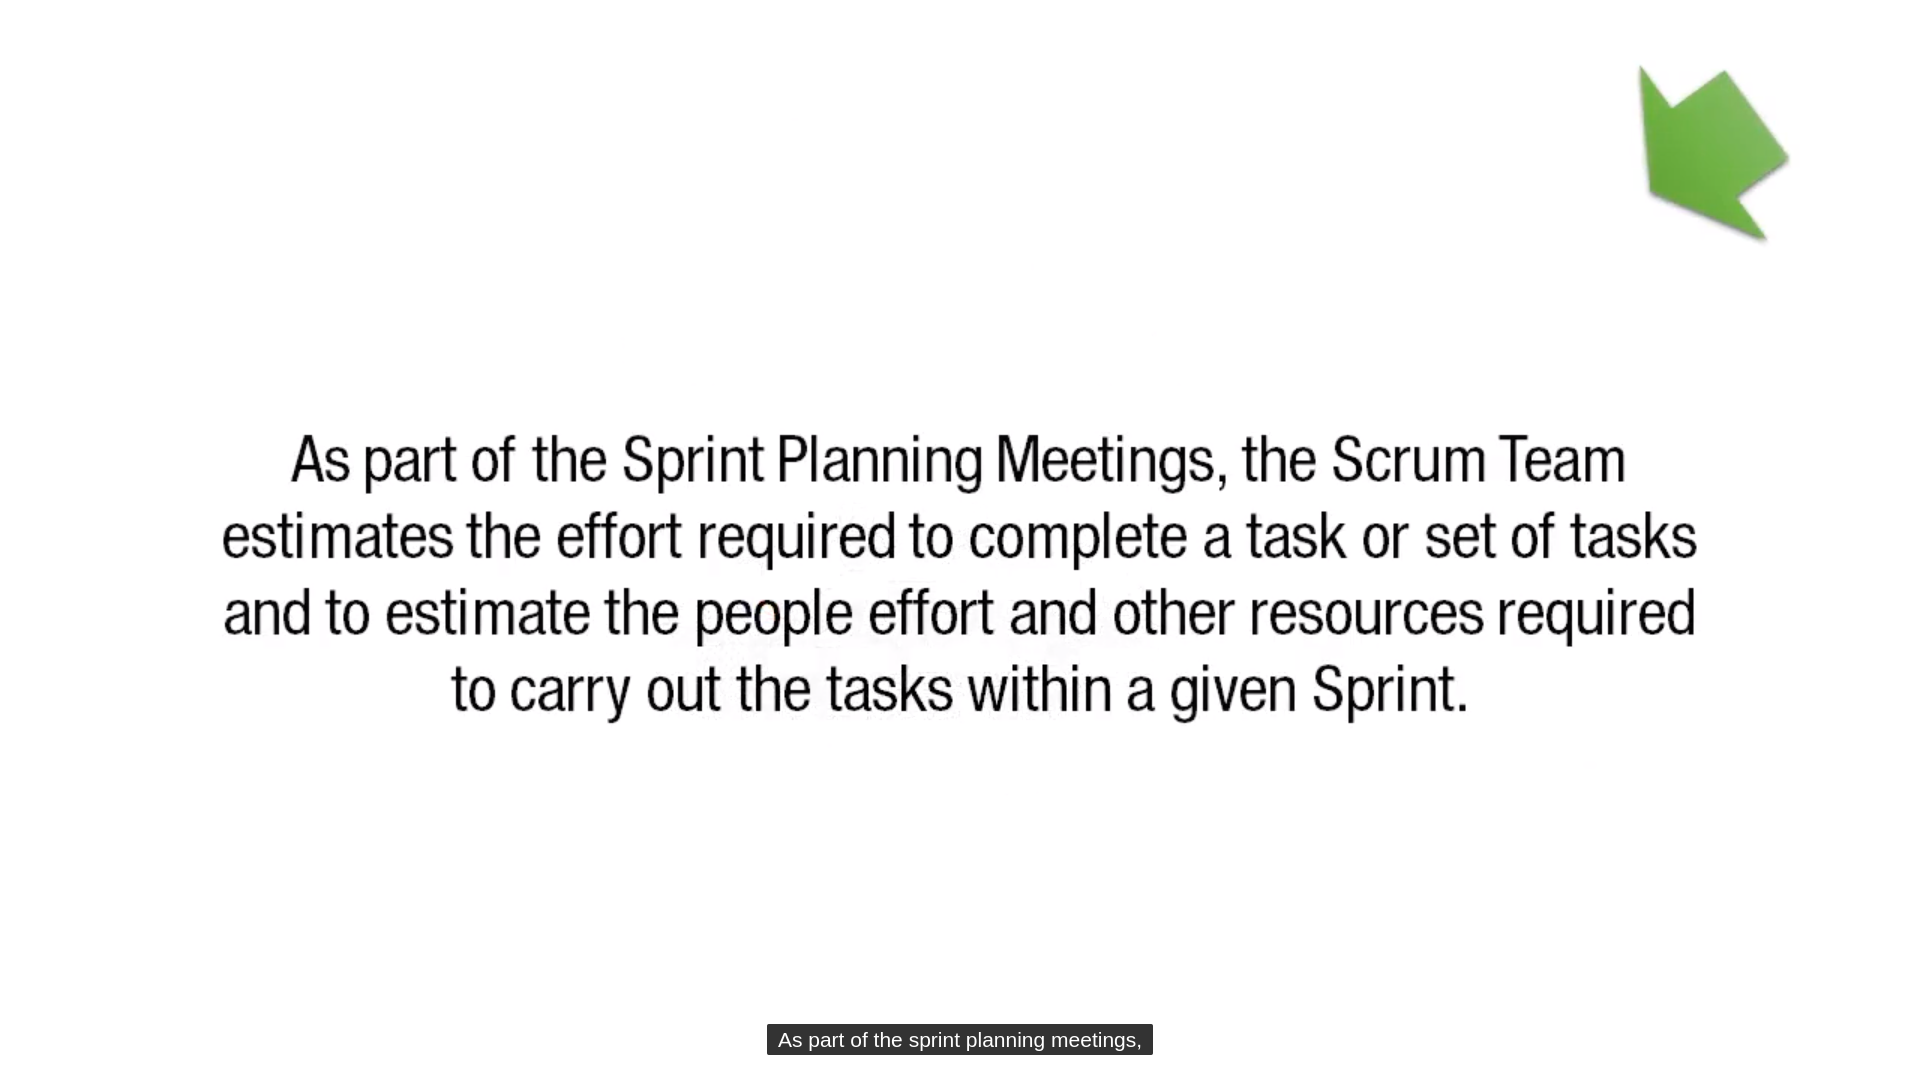 As part of the Sprint Planning Meetings, the Scrum Team
estimates the effort required to complete a task or set of tasks
and to estimate the people effort and other resources required
to carry out the tasks within a given Sprint.
As part of the sprint planning meetings,